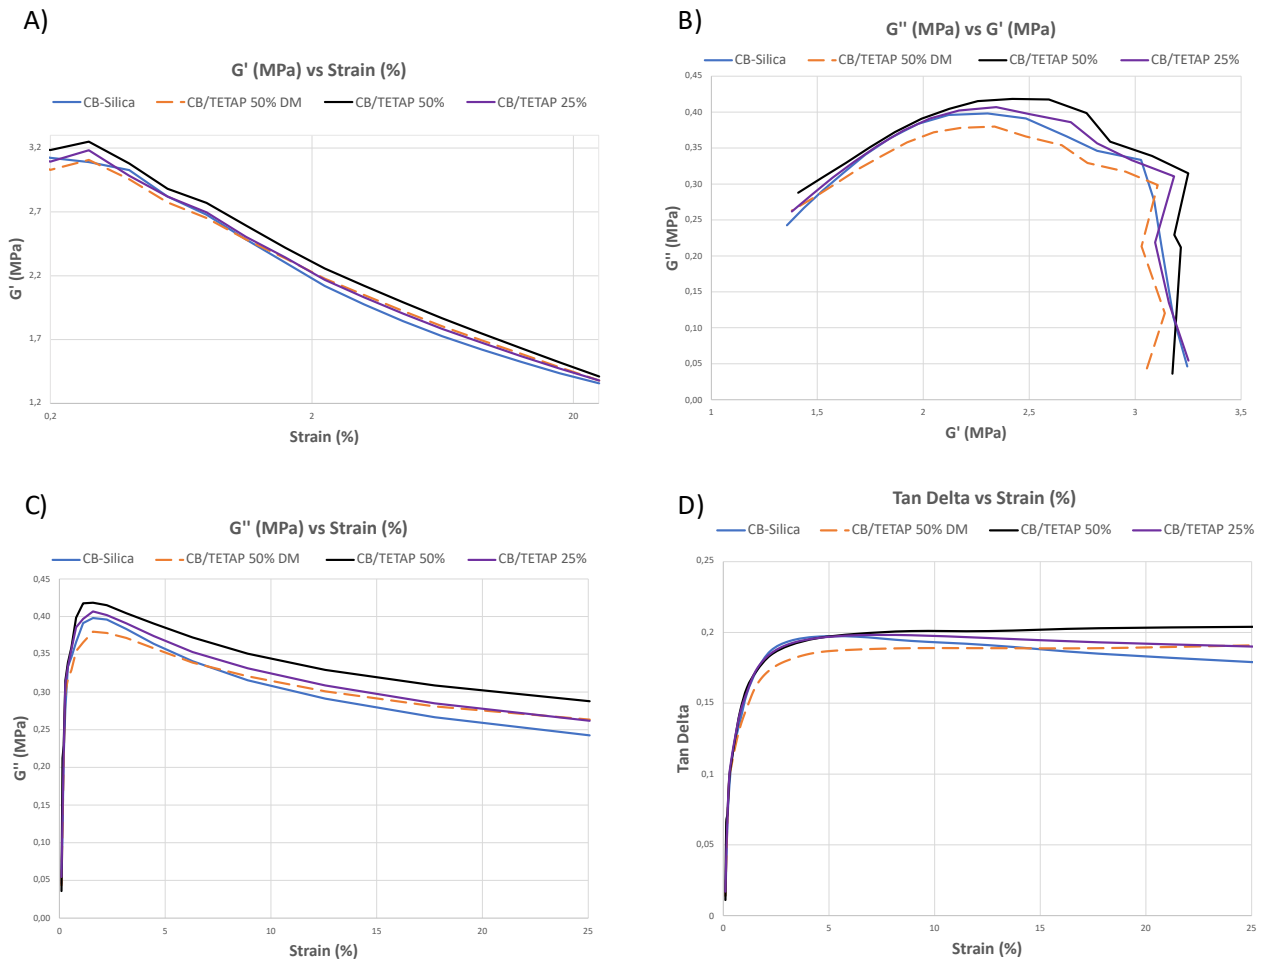 A)
G' (MPa) vs Strain (%)
CB-Silica CB/TETAP 50% DM CB/TETAP 50% CB/TETAP 25%
3,2
2,7
2,2
1,7
1,2
G' (MPa)
0,2 2 20
Strain (%)
B)
G'' (MPa) vs G' (MPa)
CB-Silica CB/TETAP 50% DM CB/TETAP 50% CB/TETAP 25%
0,45
0,40
0,35
0,30
0,25
0,20
0,15
0,10
0,05
0,00
G'' (MPa)
1 1,5 2 2,5 3 3,5
G' (MPa)
C)
G'' (MPa) vs Strain (%)
CB-Silica CB/TETAP 50% DM CB/TETAP 50% CB/TETAP 25%
0,45
0,40
0,35
0,30
0,25
0,20
0,15
0,10
0,05
0,00
G'' (MPa)
0 5 10 15 20 25
Strain (%)
D)
Tan Delta vs Strain (%)
CB-Silica CB/TETAP 50% DM CB/TETAP 50% CB/TETAP 25%
0,25
0,2
0,15
0,1
0,05
0
Tan Delta
0 5 10 15 20 25
Strain (%)